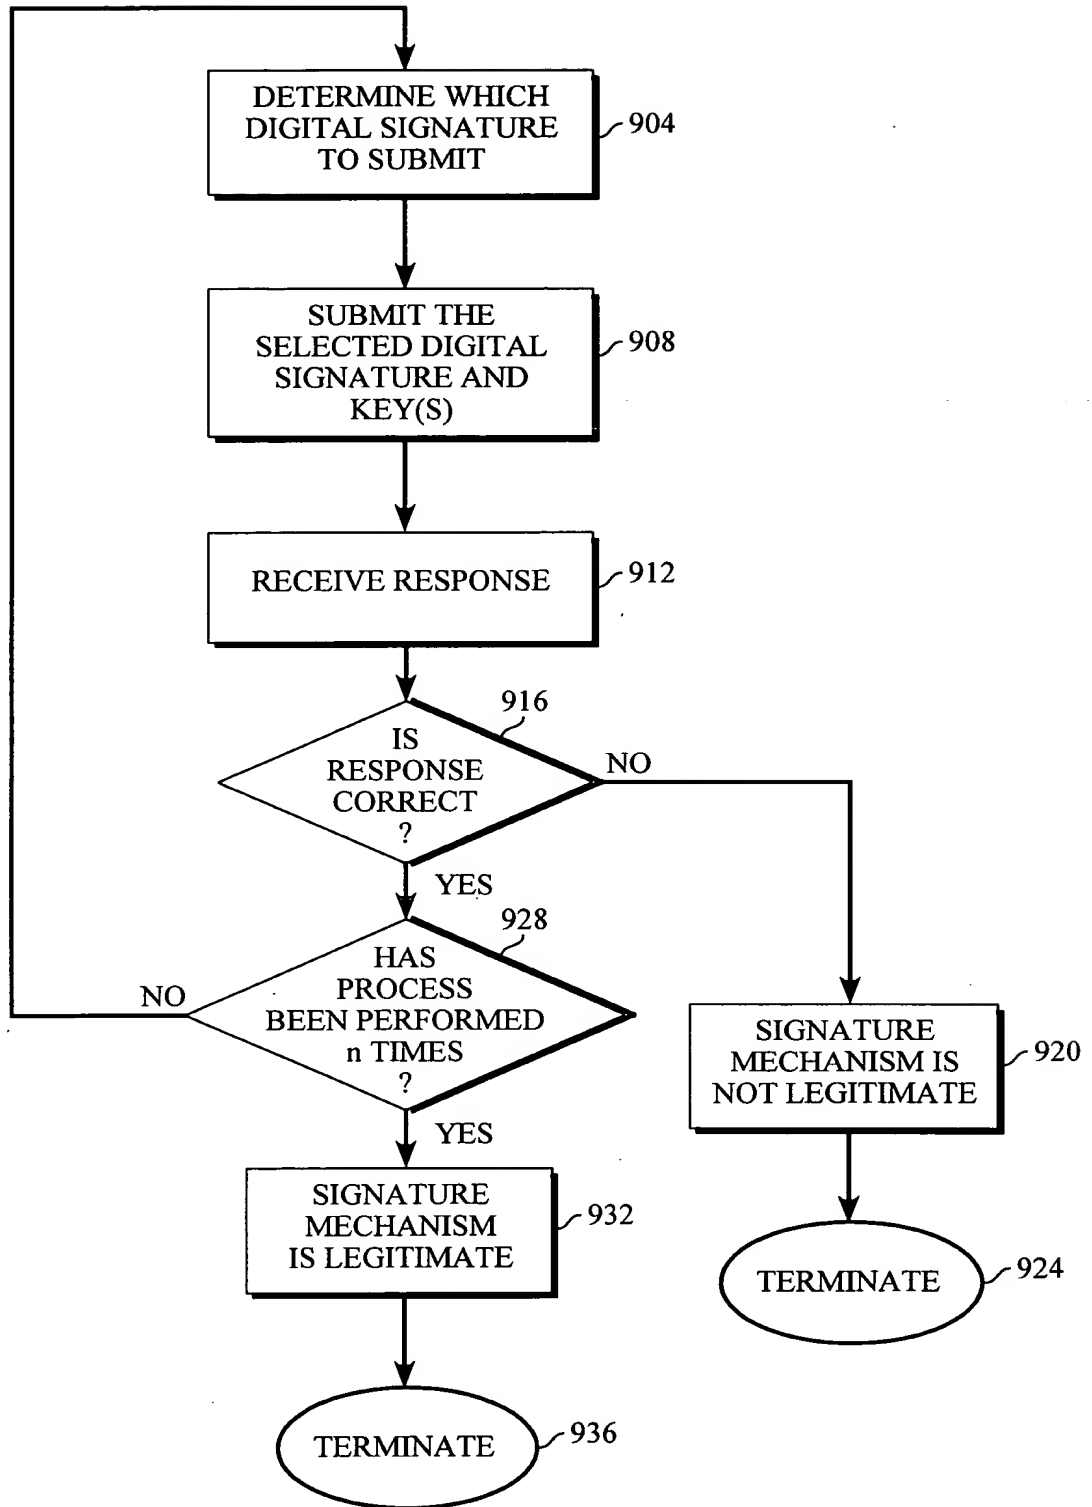 DETERMINE WHICH
DIGITAL SIGNATURE
TO SUBMIT
904
SUBMIT THE
SELECTED DIGITAL
SIGNATURE AND
KEY(S)
908
RECEIVE RESPONSE
912
916
IS
RESPONSE
CORRECT
?
NO
YES
928
HAS
PROCESS
BEEN PERFORMED
n TIMES
?
NO
YES
SIGNATURE
MECHANISM IS
NOT LEGITIMATE
920
SIGNATURE
MECHANISM
IS LEGITIMATE
932
TERMINATE
924
TERMINATE
936